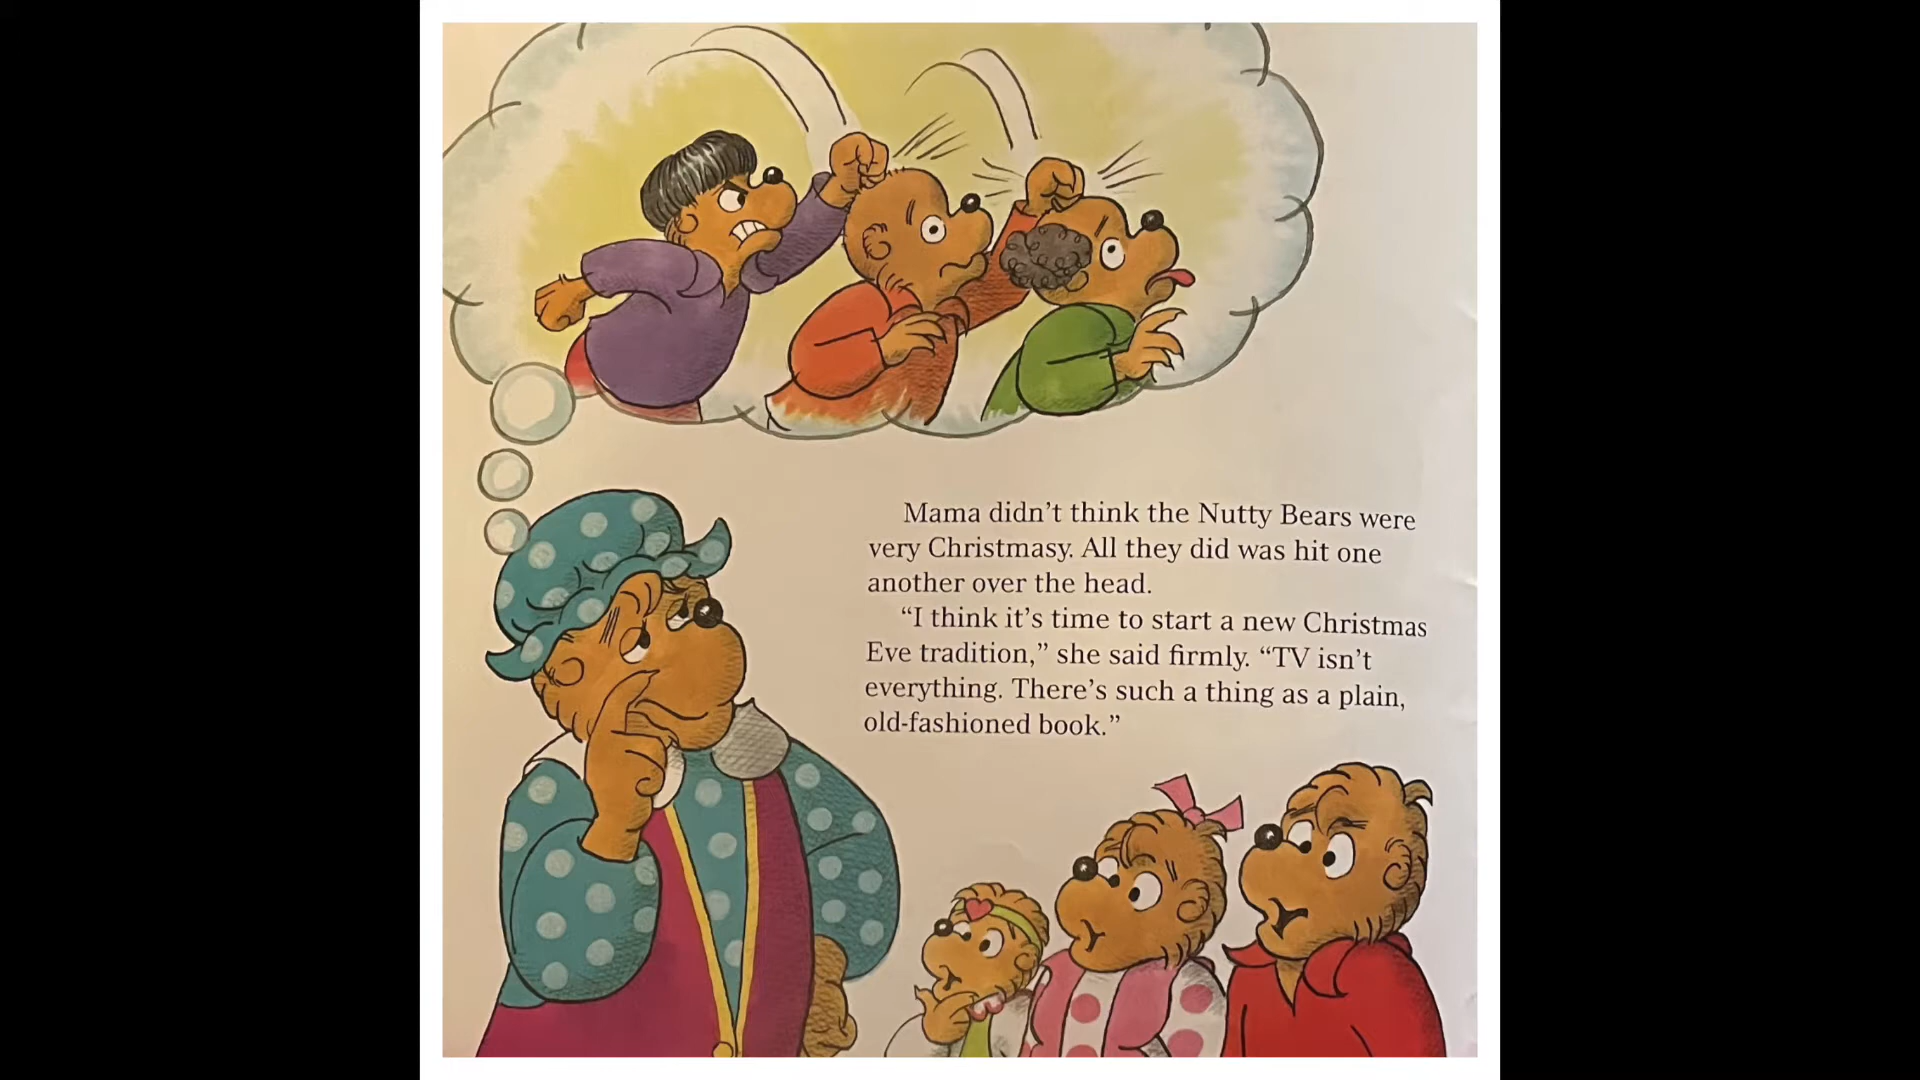 Mama didn’t think the Nutty Bears were
very Christmasy. All they did was hit one
another over the head.
“I think it’s time to start a new Christmas
Eve tradition,” she said firmly. “TV isn’t
everything. There’s such a thing as a plain,
old-fashioned book.”